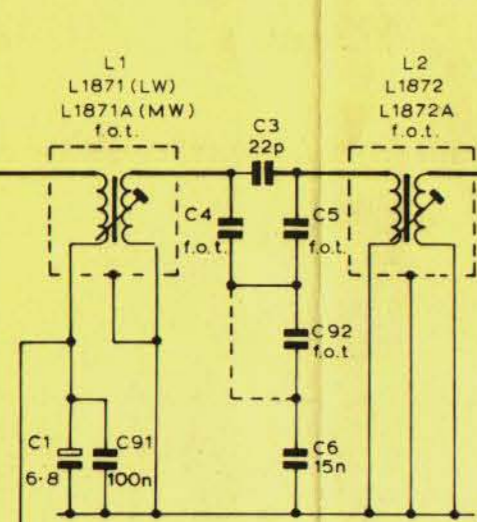 L1
L1871 (LW)
L1871A (MW)
f.o.t.
L2
L1872
L1872A
f.o.t.
C3
22p
C4
f.o.t.
C5
f.o.t.
C92
f.o.t.
C1
6·8
C91
100n
C6
15n